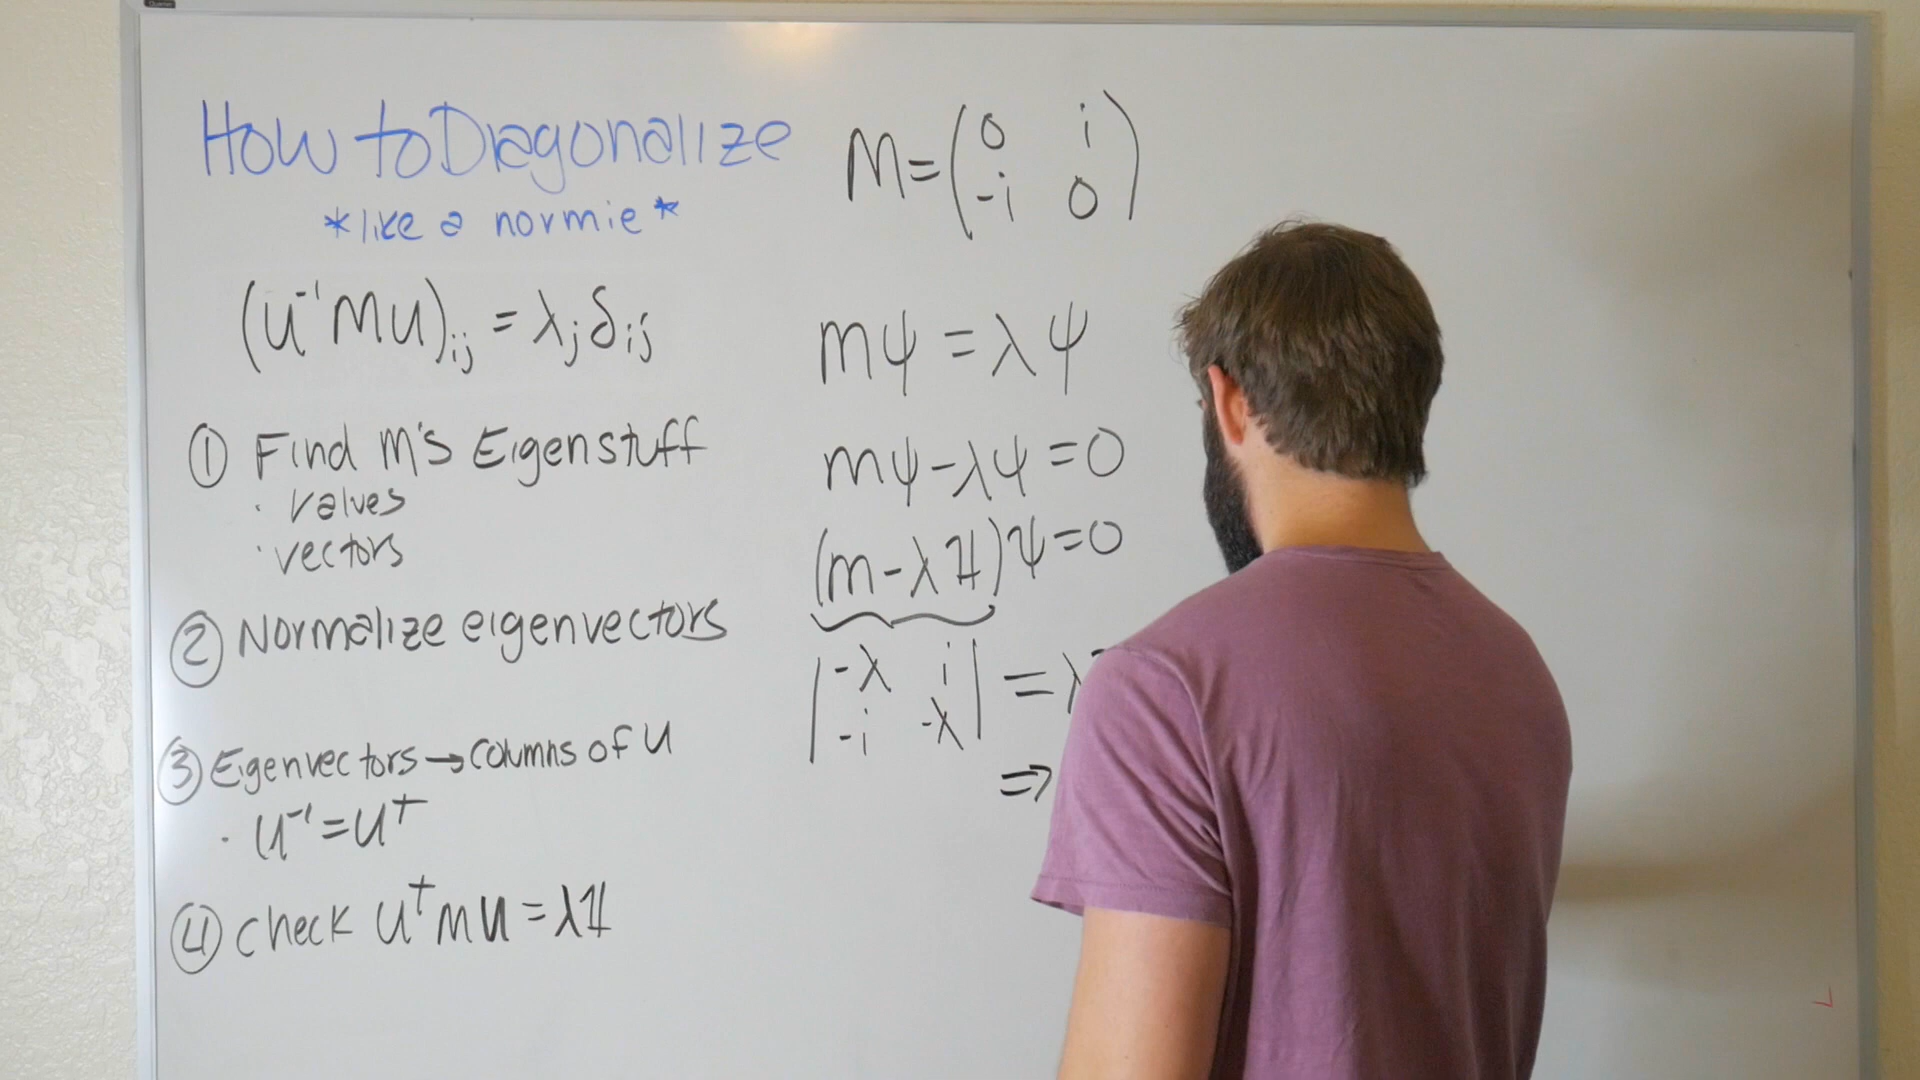 How to Diagonalize
*like a normie*
(U⁻¹MU)ᵢⱼ = λⱼδᵢⱼ
① Find M's Eigenstuff
· values
· vectors
② Normalize eigenvectors
③ Eigenvectors → Columns of U
· U⁻¹ = U†
④ check U†MU = λ𝟙
M = (0 i
-i 0)
Mψ = λψ
Mψ - λψ = 0
(M - λ𝟙)ψ = 0
|-λ i
-i -λ| = λ
⇒